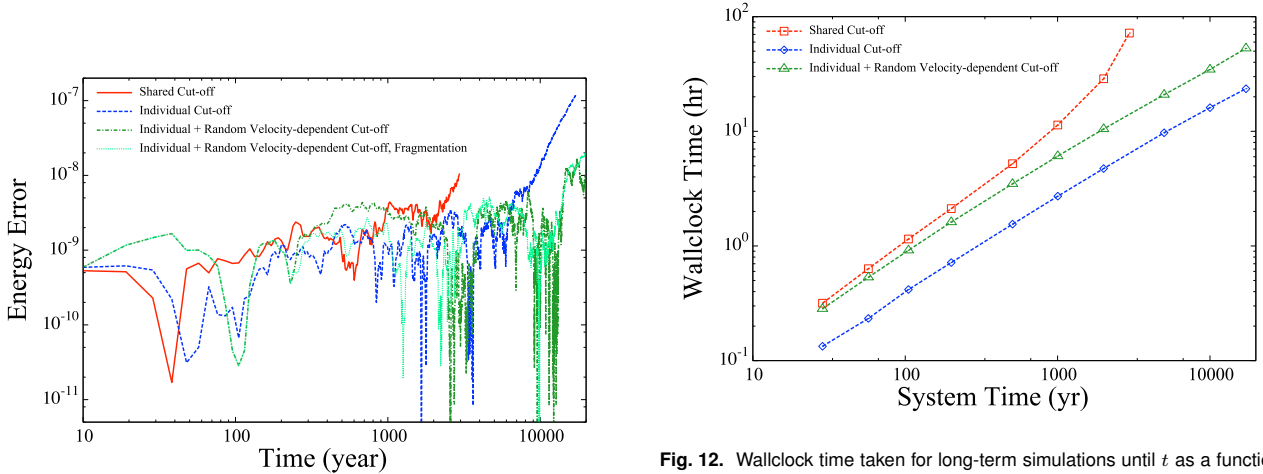 Shared Cut-off
Individual Cut-off
Individual + Random Velocity-dependent Cut-off
Individual + Random Velocity-dependent Cut-off, Fragmentation
10^-7
10^-8
10^-9
10^-10
10^-11
Energy Error
10 100 1000 10000
Time (year)
Shared Cut-off
Individual Cut-off
Individual + Random Velocity-dependent Cut-off
10^2
10^1
10^0
10^-1
Wallclock Time (hr)
10 100 1000 10000
System Time (yr)
Fig. 12. Wallclock time taken for long-term simulations until t as a functi